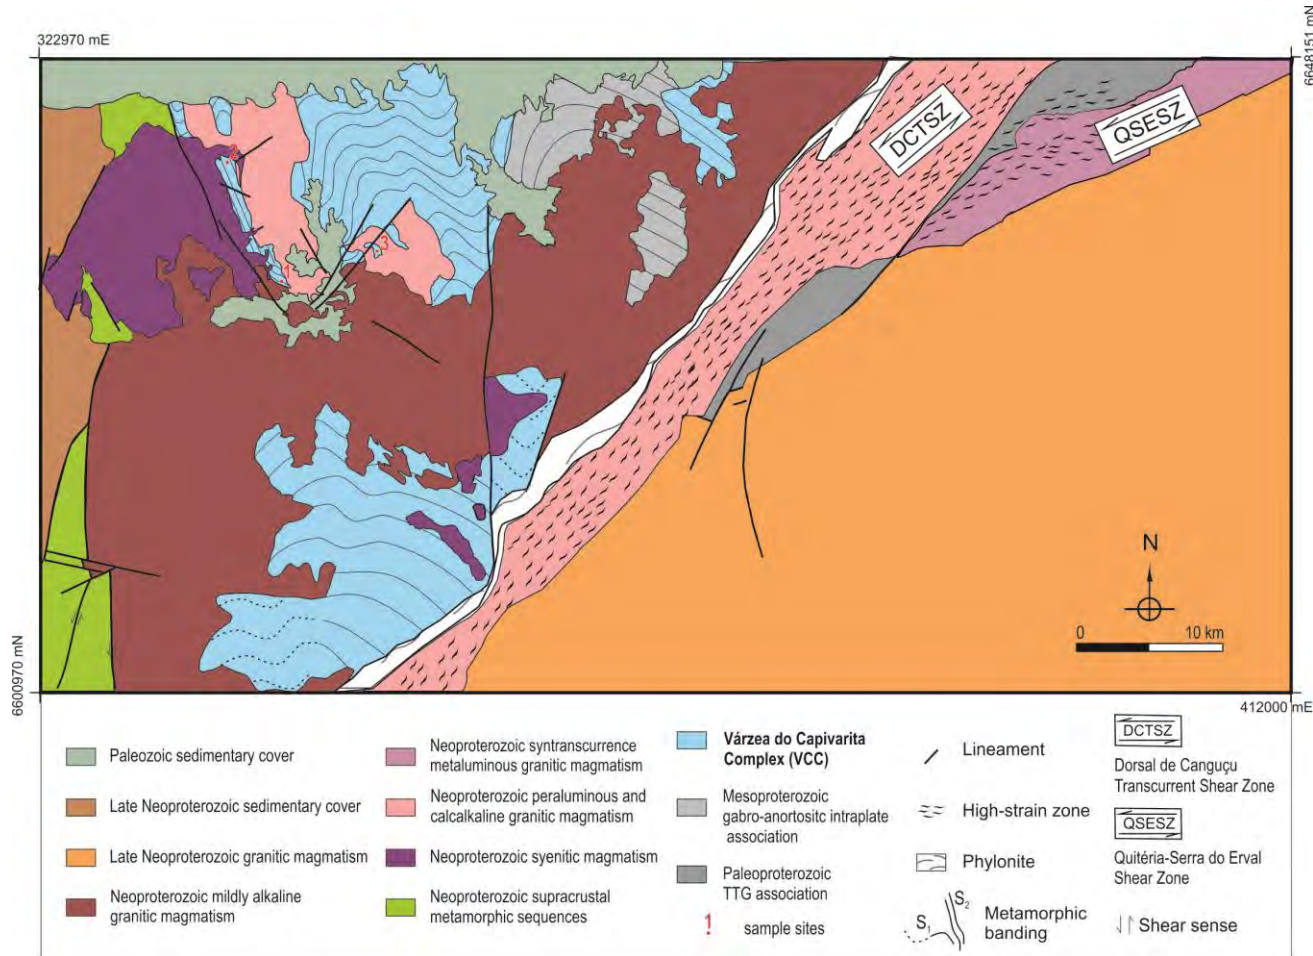 322970 mE
6648151 mN
DCTSZ
QSESZ
2
3
1
N
0 10 km
6600970 mN
412000 mE
Paleozoic sedimentary cover
Late Neoproterozoic sedimentary cover
Late Neoproterozoic granitic magmatism
Neoproterozoic mildly alkaline
granitic magmatism
Neoproterozoic syntranscurrence
metaluminous granitic magmatism
Neoproterozoic peraluminous and
calcalkaline granitic magmatism
Neoproterozoic syenitic magmatism
Neoproterozoic supracrustal
metamorphic sequences
Várzea do Capivarita
Complex (VCC)
Mesoproterozoic
gabro-anortositc intraplate
association
Paleoproterozoic
TTG association
! sample sites
Lineament
High-strain zone
Phylonite
S1 S2 Metamorphic
banding
DCTSZ
Dorsal de Canguçu
Transcurrent Shear Zone
QSESZ
Quitéria-Serra do Erval
Shear Zone
Shear sense